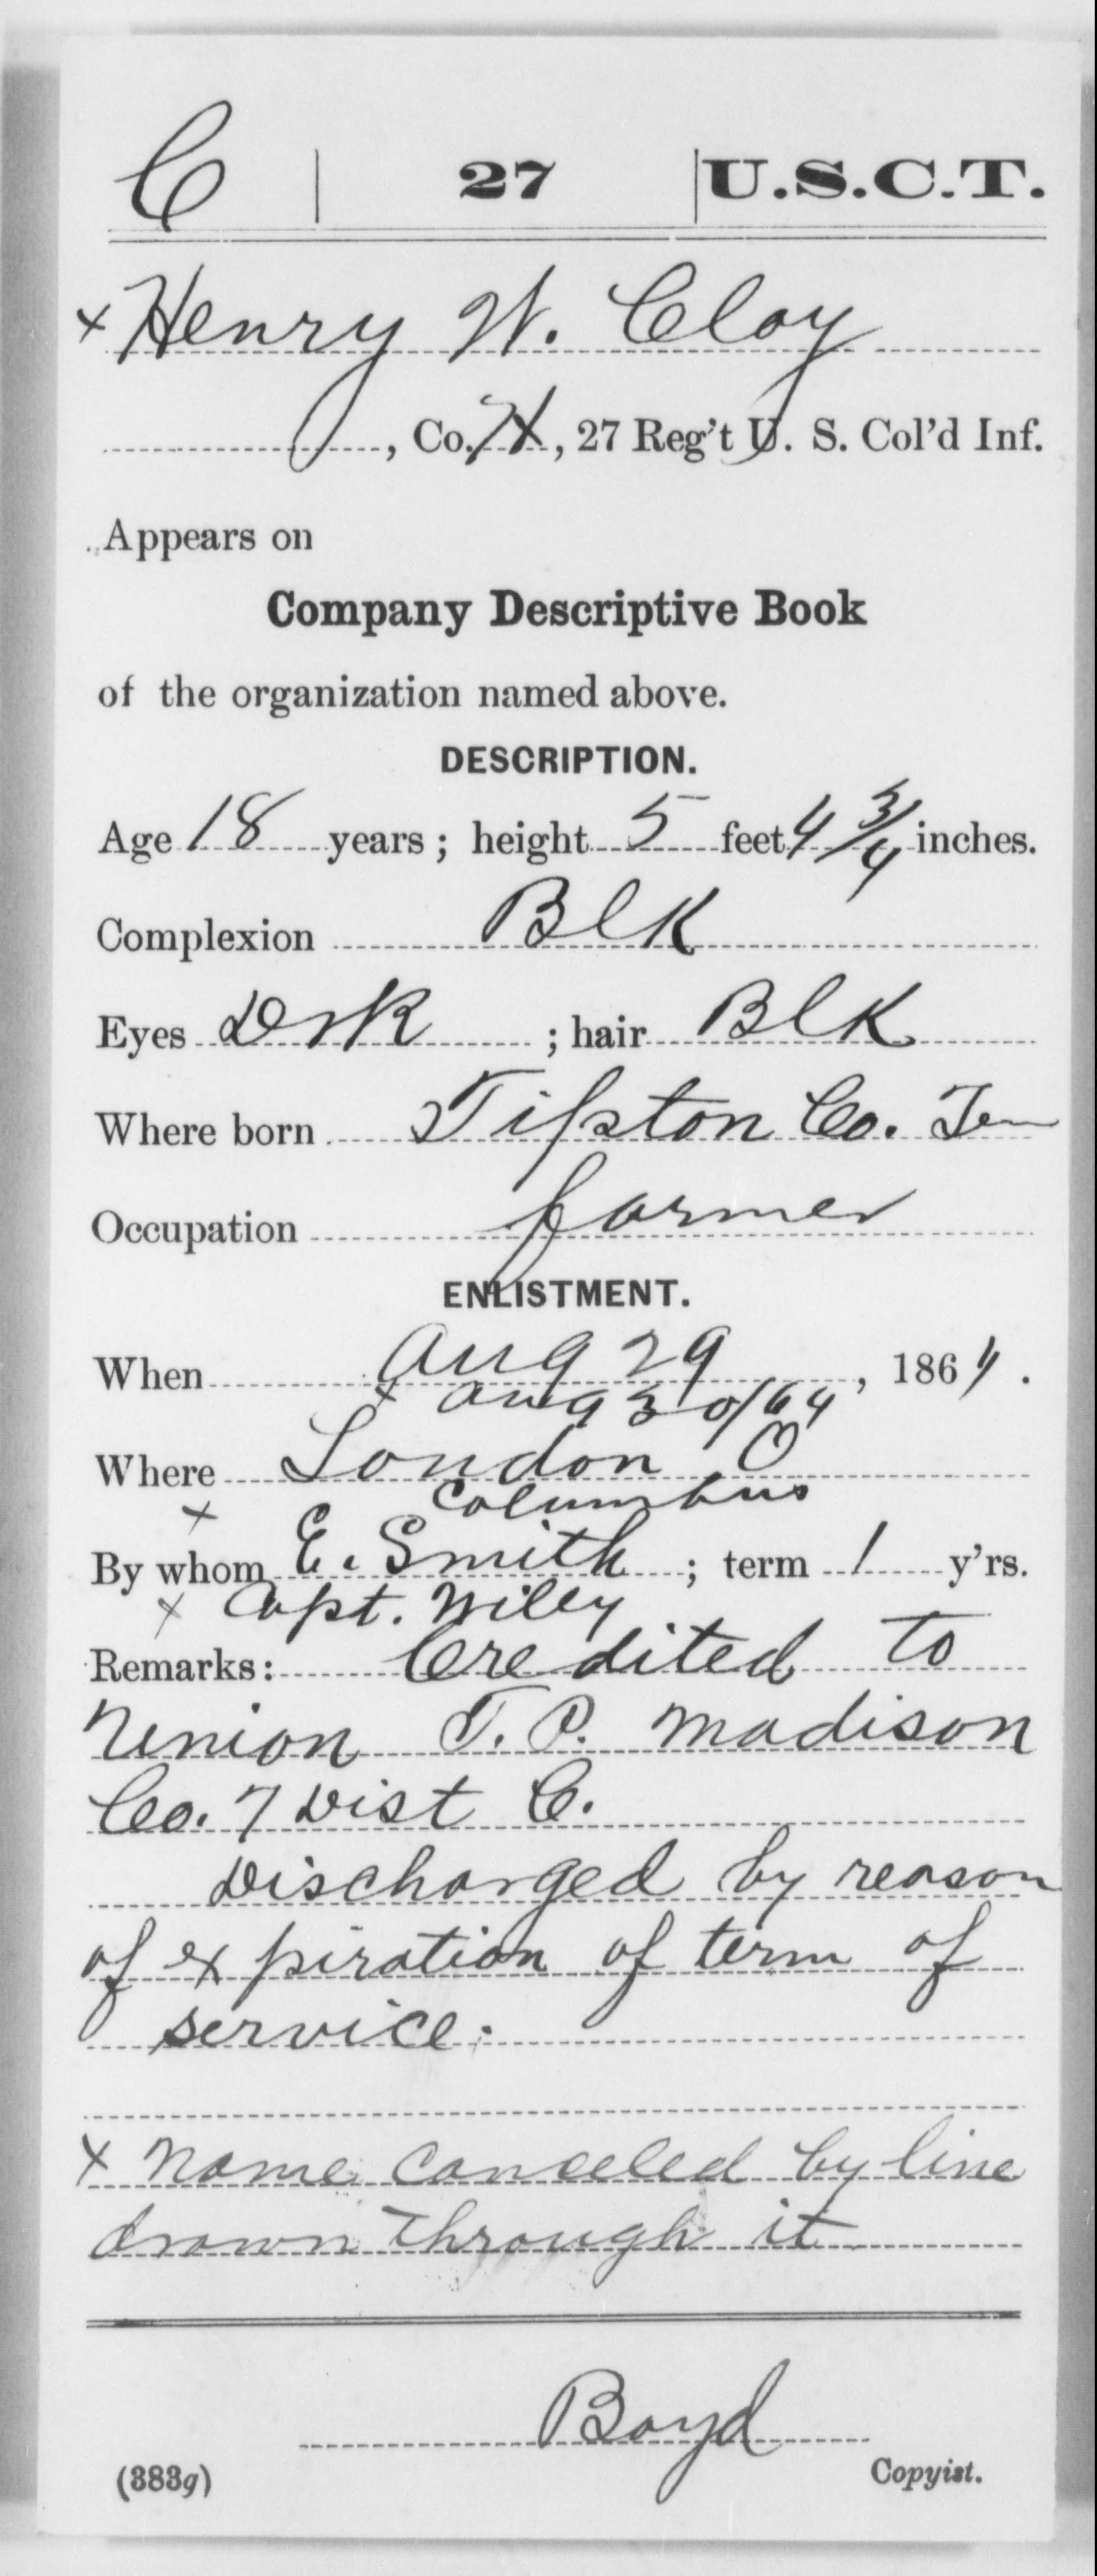 C | 27 | U.S.C.T.
x Henry W. Clay
, Co. H, 27 Reg't U. S. Col'd Inf.
Appears on
Company Descriptive Book
of the organization named above.
DESCRIPTION.
Age 18 years; height 5 feet 4 3/4 inches.
Complexion Blk
Eyes Drk ; hair Blk
Where born Tipton Co. Ten
Occupation farmer
ENLISTMENT.
When Aug 29, 1864.
x Aug 30/64
Where London O
x Columbus
By whom E. Smith ; term 1 y'rs.
x Capt. Wiley
Remarks: Credited to
Union T. P. Madison
Co. 7 Dist O.
Discharged by reason
of expiration of term of
service.
x Name canceled by line
drawn through it
Boyd
(383g) Copyist.